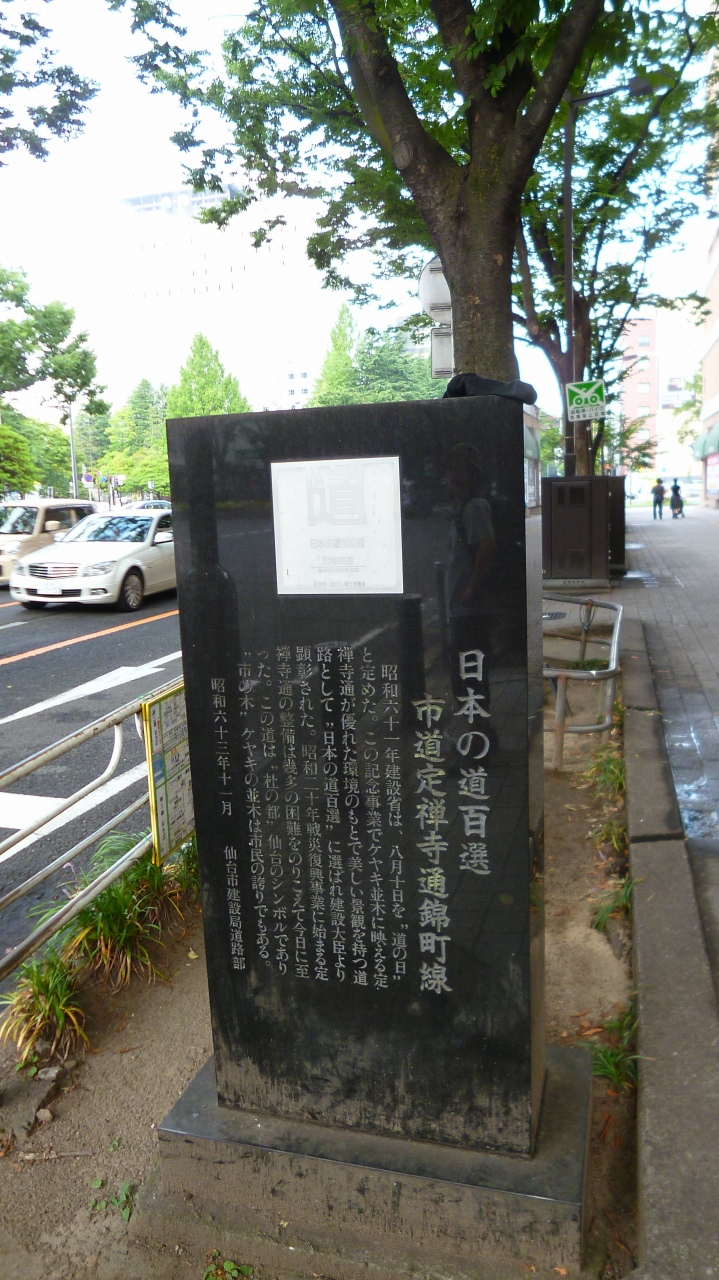 道
日本の道100選
日本の道百選
市道定禅寺通錦町線
昭和六十一年建設省は、八月十日を〝道の日〟
と定めた。この記念事業でケヤキ並木に映える定
禅寺通が優れた環境のもとで美しい景観を持つ道
路として〝日本の道百選〟に選ばれ建設大臣より
顕彰された。昭和二十年戦災復興事業に始まる定
禅寺通の整備は幾多の困難をのりこえて今日に至
った。この道は〝杜の都〟仙台のシンボルであり
〝市の木〟ケヤキの並木は市民の誇りでもある。
昭和六十三年十一月 仙台市建設局道路部